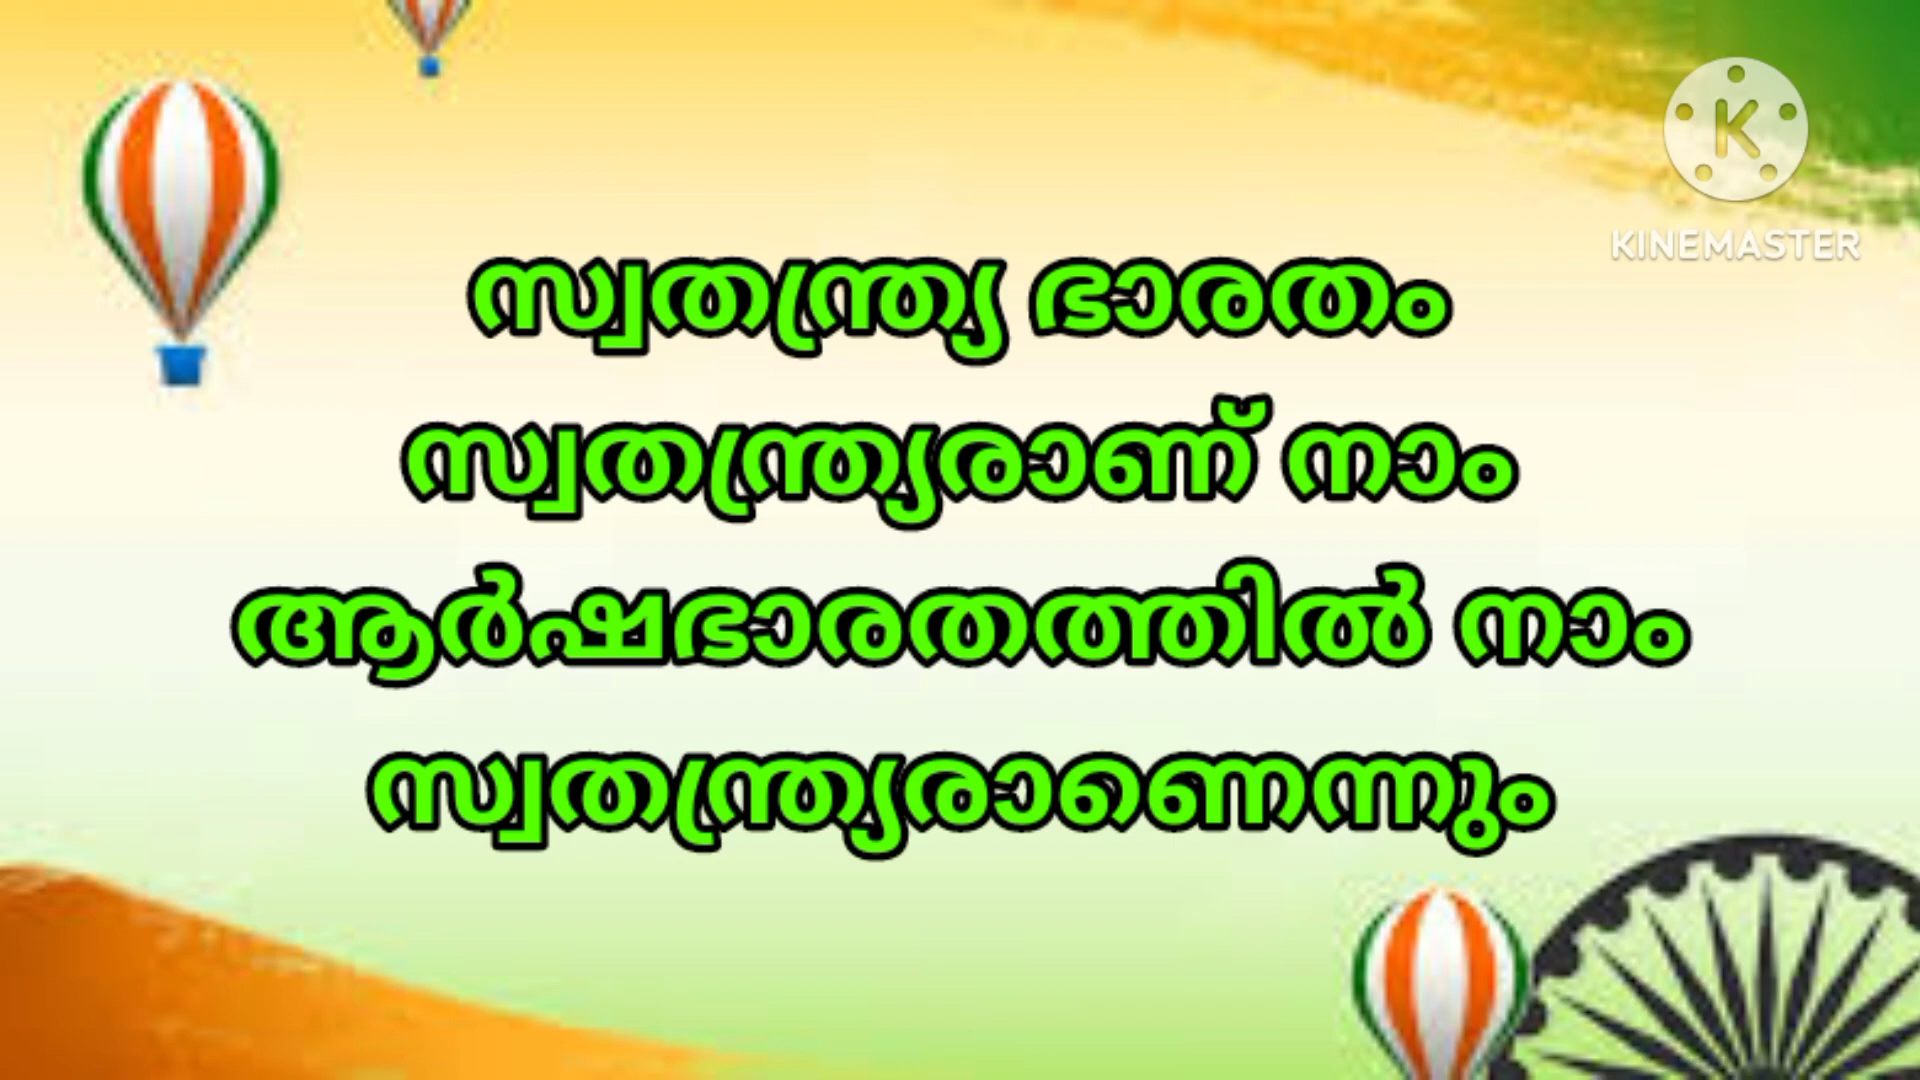 സ്വതന്ത്ര്യ ഭാരതം
സ്വതന്ത്ര്യരാണ് നാം
ആർഷഭാരതത്തിൽ നാം
സ്വതന്ത്ര്യരാണെന്നും
K
KINEMASTER